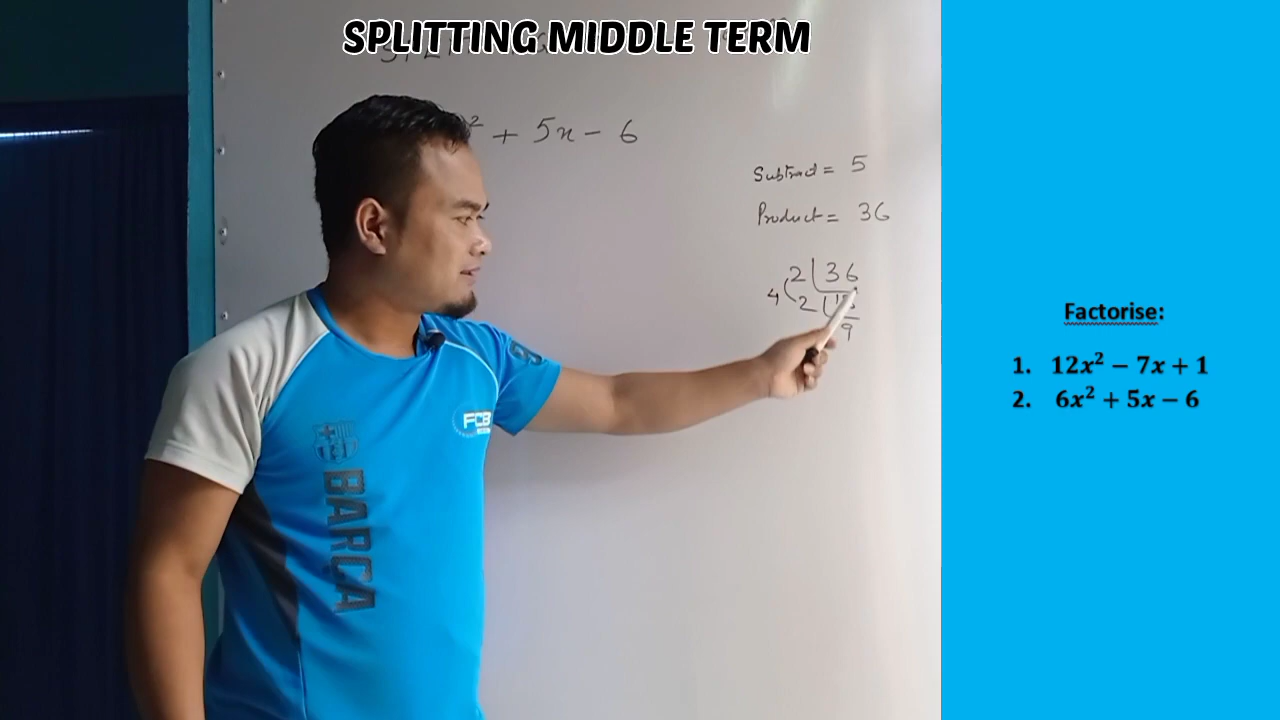 SPLITTING MIDDLE TERM
² + 5x - 6
Subtract = 5
Product = 36
2 | 36
4 ( 2 | 18
9
FCB
BARCA
Factorise:
1. 12x² − 7x + 1
2. 6x² + 5x − 6